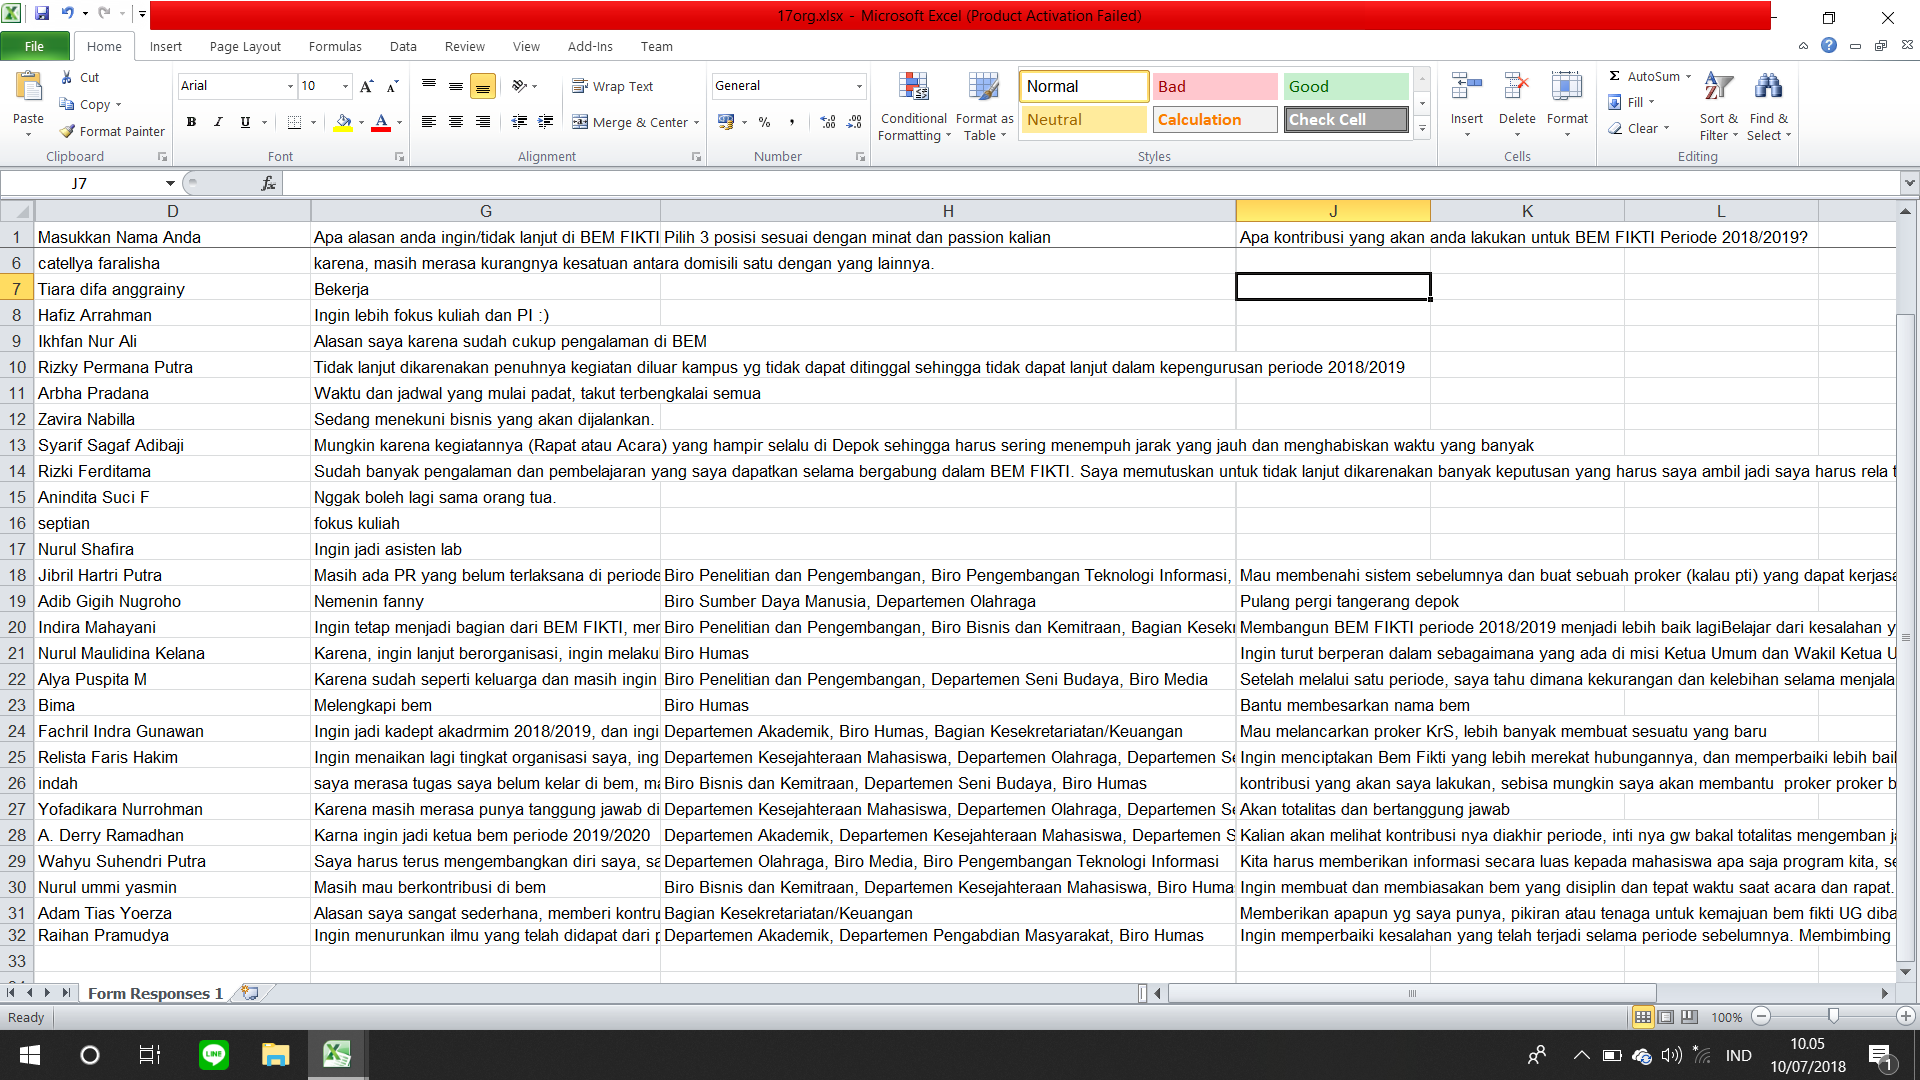 17org.xlsx - Microsoft Excel (Product Activation Failed)
File Home Insert Page Layout Formulas Data Review View Add-Ins Team
Paste Cut Copy Format Painter Clipboard
Arial 10 Font
Wrap Text Merge & Center Alignment
General Number
Conditional Formatting Format as Table Normal Bad Good Neutral Calculation Check Cell Styles
Insert Delete Format Cells
AutoSum Fill Clear Sort & Filter Find & Select Editing
J7 fx
D G H J K L
1 Masukkan Nama Anda Apa alasan anda ingin/tidak lanjut di BEM FIKTI Pilih 3 posisi sesuai dengan minat dan passion kalian Apa kontribusi yang akan anda lakukan untuk BEM FIKTI Periode 2018/2019?
6 catellya faralisha karena, masih merasa kurangnya kesatuan antara domisili satu dengan yang lainnya.
7 Tiara difa anggrainy Bekerja
8 Hafiz Arrahman Ingin lebih fokus kuliah dan PI :)
9 Ikhfan Nur Ali Alasan saya karena sudah cukup pengalaman di BEM
10 Rizky Permana Putra Tidak lanjut dikarenakan penuhnya kegiatan diluar kampus yg tidak dapat ditinggal sehingga tidak dapat lanjut dalam kepengurusan periode 2018/2019
11 Arbha Pradana Waktu dan jadwal yang mulai padat, takut terbengkalai semua
12 Zavira Nabilla Sedang menekuni bisnis yang akan dijalankan.
13 Syarif Sagaf Adibaji Mungkin karena kegiatannya (Rapat atau Acara) yang hampir selalu di Depok sehingga harus sering menempuh jarak yang jauh dan menghabiskan waktu yang banyak
14 Rizki Ferditama Sudah banyak pengalaman dan pembelajaran yang saya dapatkan selama bergabung dalam BEM FIKTI. Saya memutuskan untuk tidak lanjut dikarenakan banyak keputusan yang harus saya ambil jadi saya harus rela
15 Anindita Suci F Nggak boleh lagi sama orang tua.
16 septian fokus kuliah
17 Nurul Shafira Ingin jadi asisten lab
18 Jibril Hartri Putra Masih ada PR yang belum terlaksana di periode Biro Penelitian dan Pengembangan, Biro Pengembangan Teknologi Informasi, Mau membenahi sistem sebelumnya dan buat sebuah proker (kalau pti) yang dapat kerjasa
19 Adib Gigih Nugroho Nemenin fanny Biro Sumber Daya Manusia, Departemen Olahraga Pulang pergi tangerang depok
20 Indira Mahayani Ingin tetap menjadi bagian dari BEM FIKTI, mer Biro Penelitian dan Pengembangan, Biro Bisnis dan Kemitraan, Bagian Keseki Membangun BEM FIKTI periode 2018/2019 menjadi lebih baik lagiBelajar dari kesalahan y
21 Nurul Maulidina Kelana Karena, ingin lanjut berorganisasi, ingin melaku Biro Humas Ingin turut berperan dalam sebagaimana yang ada di misi Ketua Umum dan Wakil Ketua U
22 Alya Puspita M Karena sudah seperti keluarga dan masih ingin Biro Penelitian dan Pengembangan, Departemen Seni Budaya, Biro Media Setelah melalui satu periode, saya tahu dimana kekurangan dan kelebihan selama menjala
23 Bima Melengkapi bem Biro Humas Bantu membesarkan nama bem
24 Fachril Indra Gunawan Ingin jadi kadept akadrmim 2018/2019, dan ingi Departemen Akademik, Biro Humas, Bagian Kesekretariatan/Keuangan Mau melancarkan proker KrS, lebih banyak membuat sesuatu yang baru
25 Relista Faris Hakim Ingin menaikan lagi tingkat organisasi saya, ing Departemen Kesejahteraan Mahasiswa, Departemen Olahraga, Departemen Se Ingin menciptakan Bem Fikti yang lebih merekat hubungannya, dan memperbaiki lebih bail
26 indah saya merasa tugas saya belum kelar di bem, ma Biro Bisnis dan Kemitraan, Departemen Seni Budaya, Biro Humas kontribusi yang akan saya lakukan, sebisa mungkin saya akan membantu proker proker b
27 Yofadikara Nurrohman Karena masih merasa punya tanggung jawab di Departemen Kesejahteraan Mahasiswa, Departemen Olahraga, Departemen Se Akan totalitas dan bertanggung jawab
28 A. Derry Ramadhan Karna ingin jadi ketua bem periode 2019/2020 Departemen Akademik, Departemen Kesejahteraan Mahasiswa, Departemen S Kalian akan melihat kontribusi nya diakhir periode, inti nya gw bakal totalitas mengemban ja
29 Wahyu Suhendri Putra Saya harus terus mengembangkan diri saya, sa Departemen Olahraga, Biro Media, Biro Pengembangan Teknologi Informasi Kita harus memberikan informasi secara luas kepada mahasiswa apa saja program kita, se
30 Nurul ummi yasmin Masih mau berkontribusi di bem Biro Bisnis dan Kemitraan, Departemen Kesejahteraan Mahasiswa, Biro Huma Ingin membuat dan membiasakan bem yang disiplin dan tepat waktu saat acara dan rapat.
31 Adam Tias Yoerza Alasan saya sangat sederhana, memberi kontru Bagian Kesekretariatan/Keuangan Memberikan apapun yg saya punya, pikiran atau tenaga untuk kemajuan bem fikti UG diba
32 Raihan Pramudya Ingin menurunkan ilmu yang telah didapat dari p Departemen Akademik, Departemen Pengabdian Masyarakat, Biro Humas Ingin memperbaiki kesalahan yang telah terjadi selama periode sebelumnya. Membimbing
33
Form Responses 1
Ready 100%
LINE IND 10.05
10/07/2018 1